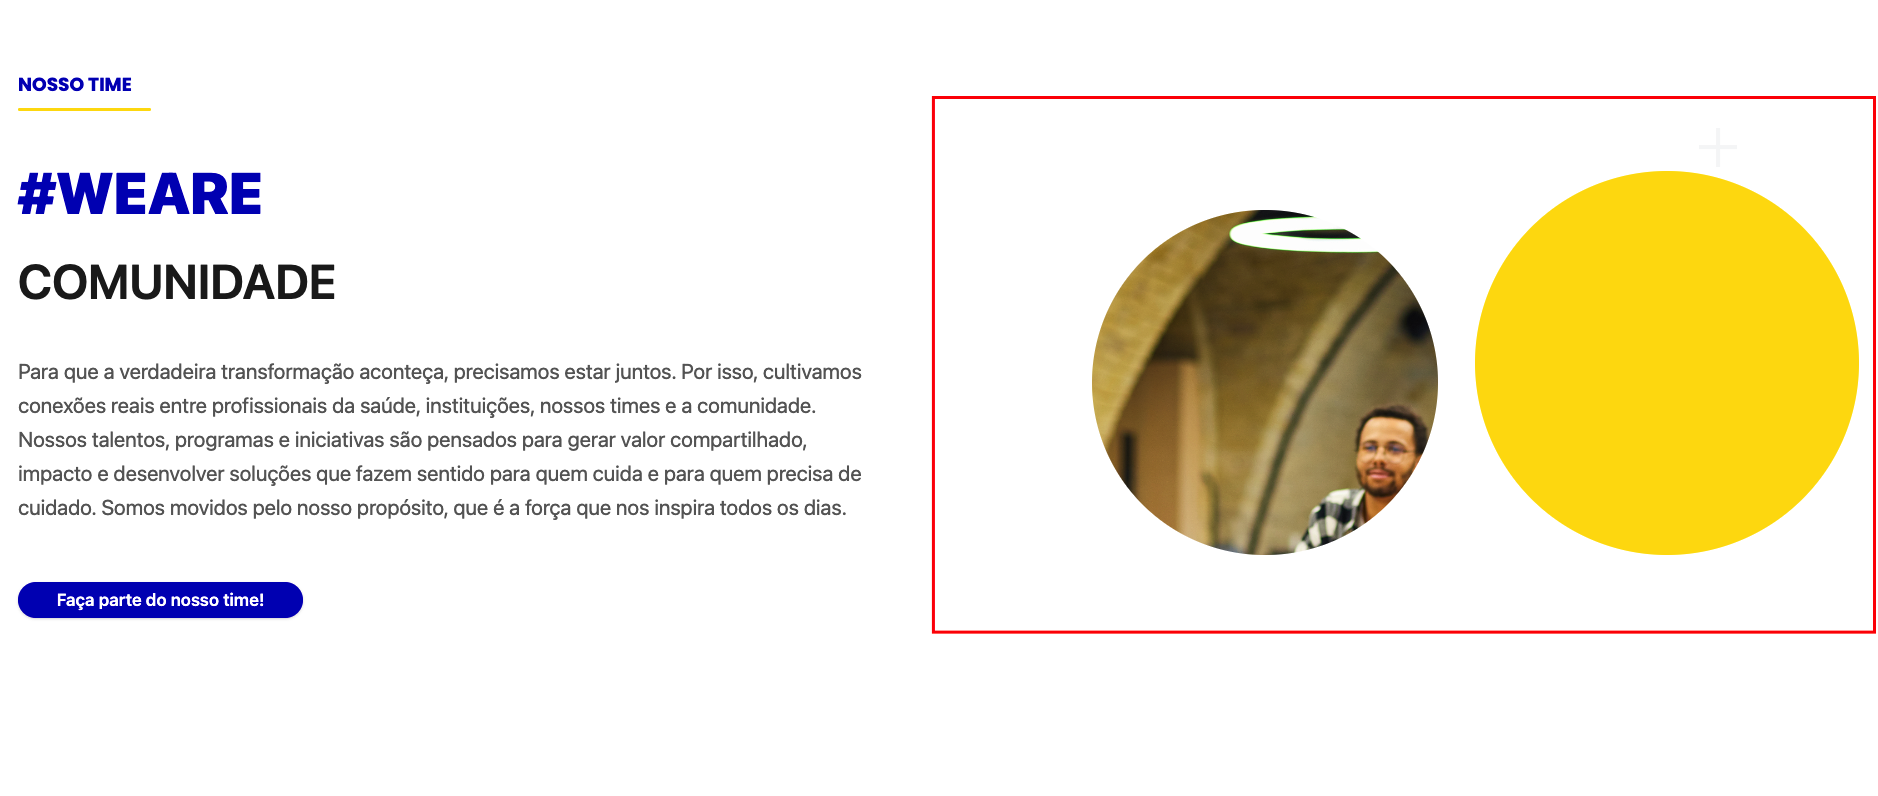 NOSSO TIME
#WEARE
COMUNIDADE
Para que a verdadeira transformação aconteça, precisamos estar juntos. Por isso, cultivamos
conexões reais entre profissionais da saúde, instituições, nossos times e a comunidade.
Nossos talentos, programas e iniciativas são pensados para gerar valor compartilhado,
impacto e desenvolver soluções que fazem sentido para quem cuida e para quem precisa de
cuidado. Somos movidos pelo nosso propósito, que é a força que nos inspira todos os dias.
Faça parte do nosso time!